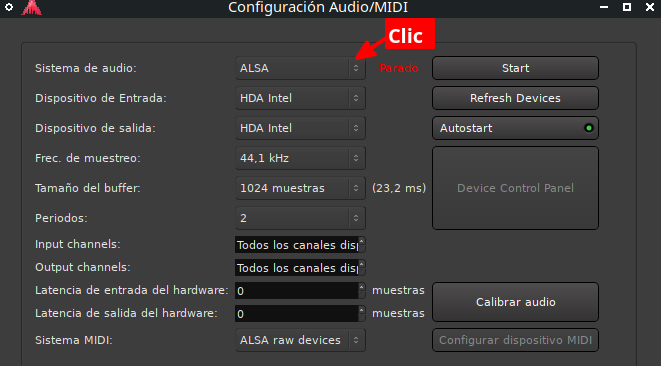 Configuración Audio/MIDI
Clic
Sistema de audio: ALSA Parado Start
Dispositivo de Entrada: HDA Intel Refresh Devices
Dispositivo de salida: HDA Intel Autostart
Frec. de muestreo: 44,1 kHz
Tamaño del buffer: 1024 muestras (23,2 ms) Device Control Panel
Periodos: 2
Input channels: Todos los canales disp
Output channels: Todos los canales disp
Latencia de entrada del hardware: 0 muestras
Calibrar audio
Latencia de salida del hardware: 0 muestras
Sistema MIDI: ALSA raw devices Configurar dispositivo MIDI